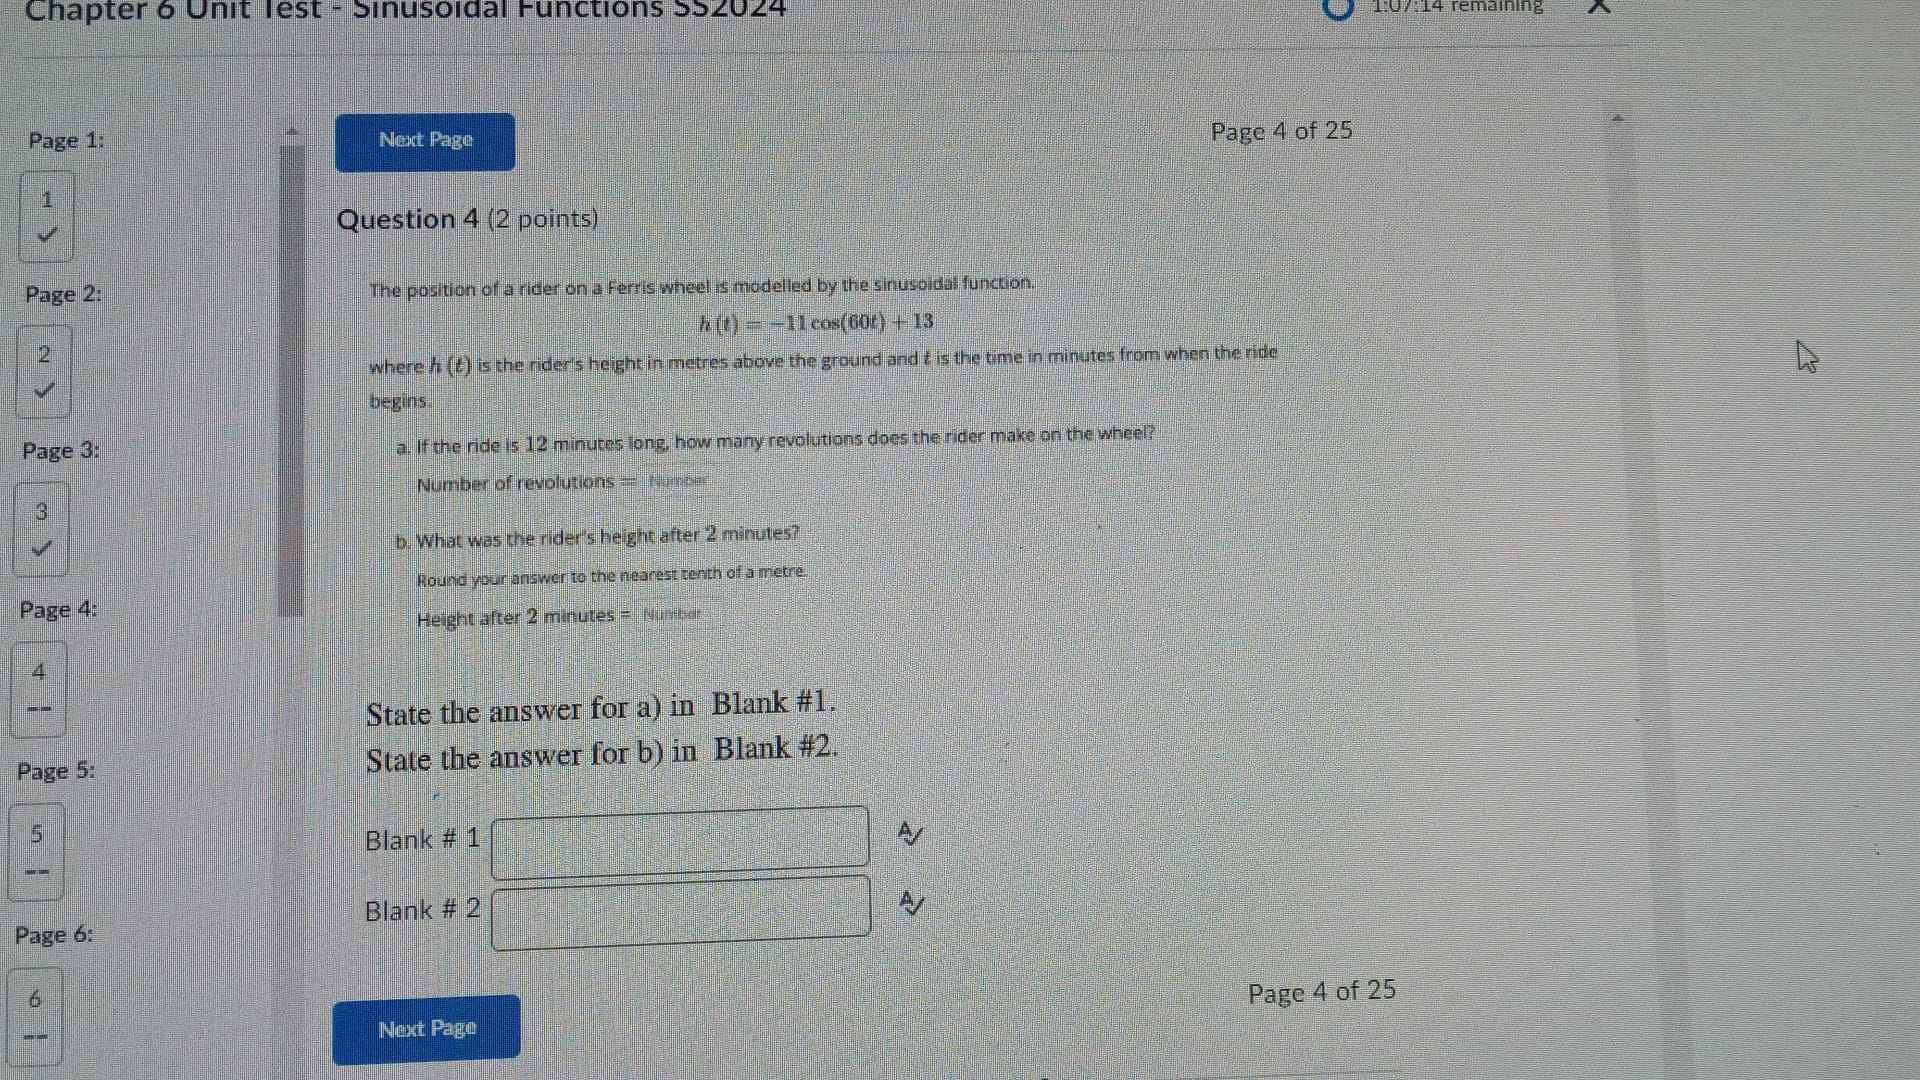 Chapter 6 Unit Test - Sinusoidal Functions SS2024
1:07:14 remaining
Page 1:
1
Page 2:
2
Page 3:
3
Page 4:
4
--
Page 5:
5
--
Page 6:
6
--
Next Page
Page 4 of 25
Question 4 (2 points)
The position of a rider on a Ferris wheel is modelled by the sinusoidal function.
h (t) = -11 cos(60t) + 13
where h (t) is the rider's height in metres above the ground and t is the time in minutes from when the ride
begins.
a. If the ride is 12 minutes long, how many revolutions does the rider make on the wheel?
Number of revolutions = Number
b. What was the rider's height after 2 minutes?
Round your answer to the nearest tenth of a metre.
Height after 2 minutes = Number
State the answer for a) in Blank #1.
State the answer for b) in Blank #2.
Blank # 1
Blank # 2
Page 4 of 25
Next Page